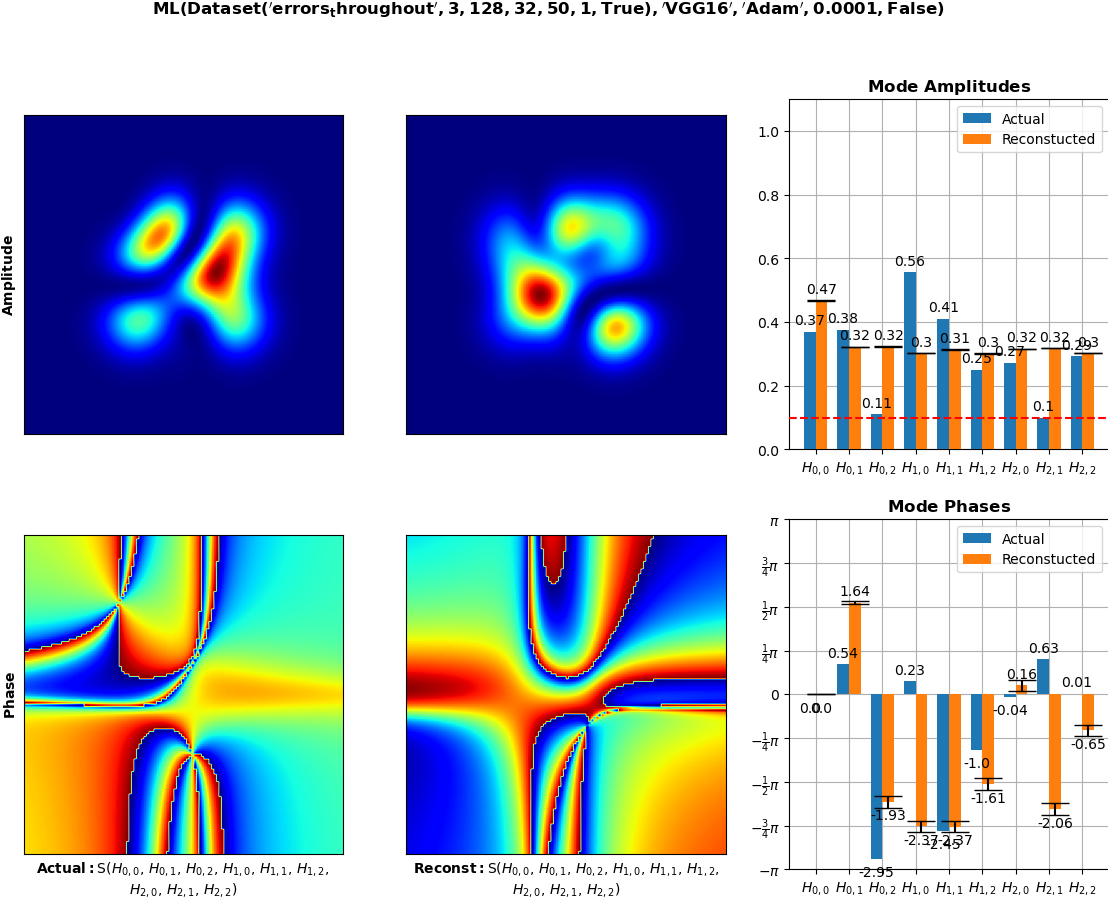 ML(Dataset('errors_throughout', 3, 128, 32, 50, 1, True), 'VGG16', 'Adam', 0.0001, False)
Amplitude
Mode Amplitudes
Actual
Reconstucted
1.0
0.8
0.6
0.4
0.2
0.0
0.37
0.47
0.38
0.32
0.11
0.32
0.56
0.3
0.41
0.31
0.25
0.3
0.27
0.32
0.1
0.32
0.29
0.3
H0,0 H0,1 H0,2 H1,0 H1,1 H1,2 H2,0 H2,1 H2,2
Phase
Actual: S(H0,0, H0,1, H0,2, H1,0, H1,1, H1,2,
H2,0, H2,1, H2,2)
Reconst: S(H0,0, H0,1, H0,2, H1,0, H1,1, H1,2,
H2,0, H2,1, H2,2)
Mode Phases
Actual
Reconstucted
π
3/4π
1/2π
1/4π
0
−1/4π
−1/2π
−3/4π
−π
0.0
0.0
0.54
1.64
-2.95
-1.93
0.23
-2.37
-2.45
-2.37
-1.0
-1.61
-0.04
0.16
0.63
-2.06
0.01
-0.65
H0,0 H0,1 H0,2 H1,0 H1,1 H1,2 H2,0 H2,1 H2,2